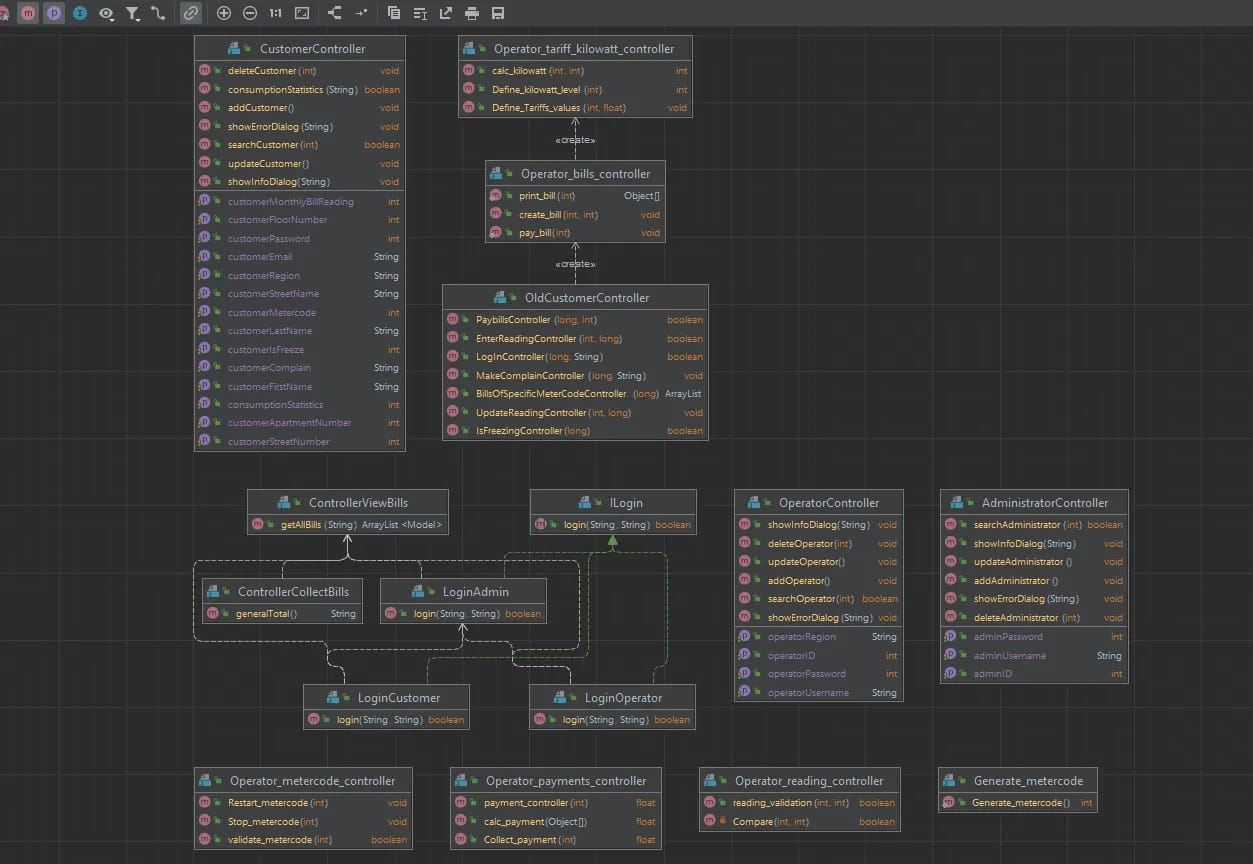 1:1
CustomerController
deleteCustomer (int) void
consumptionStatistics (String) boolean
addCustomer() void
showErrorDialog (String) void
searchCustomer (int) boolean
updateCustomer() void
showInfoDialog(String) void
customerMonthlyBillReading int
customerFloorNumber int
customerPassword int
customerEmail String
customerRegion String
customerStreetName String
customerMetercode int
customerLastName String
customerIsFreeze int
customerComplain String
customerFirstName String
consumptionStatistics int
customerApartmentNumber int
customerStreetNumber int
Operator_tariff_kilowatt_controller
calc_kilowatt (int, int) int
Define_kilowatt_level (int) int
Define_Tariffs_values (int, float) void
«create»
Operator_bills_controller
print_bill (int) Object[]
create_bill (int, int) void
pay_bill(int) void
«create»
OldCustomerController
PaybillsController (long, int) boolean
EnterReadingController (int, long) boolean
LogInController(long, String) boolean
MakeComplainController (long, String) void
BillsOfSpecificMeterCodeController (long) ArrayList
UpdateReadingController(int, long) void
IsFreezingController(long) boolean
ControllerViewBills
getAllBills (String) ArrayList <Model>
ILogin
login(String, String) boolean
OperatorController
showInfoDialog(String) void
deleteOperator(int) void
updateOperator() void
addOperator() void
searchOperator(int) boolean
showErrorDialog (String) void
operatorRegion String
operatorID int
operatorPassword int
operatorUsername String
AdministratorController
searchAdministrator (int) boolean
showInfoDialog(String) void
updateAdministrator () void
addAdministrator () void
showErrorDialog (String) void
deleteAdministrator (int) void
adminPassword int
adminUsername String
adminID int
ControllerCollectBills
generalTotal() String
LoginAdmin
login(String, String) boolean
LoginCustomer
login(String, String) boolean
LoginOperator
login(String, String) boolean
Operator_metercode_controller
Restart_metercode (int) void
Stop_metercode(int) void
validate_metercode (int) boolean
Operator_payments_controller
payment_controller(int) float
calc_payment(Object[]) float
Collect_payment(int) float
Operator_reading_controller
reading_validation (int, int) boolean
Compare(int, int) boolean
Generate_metercode
Generate_metercode() int